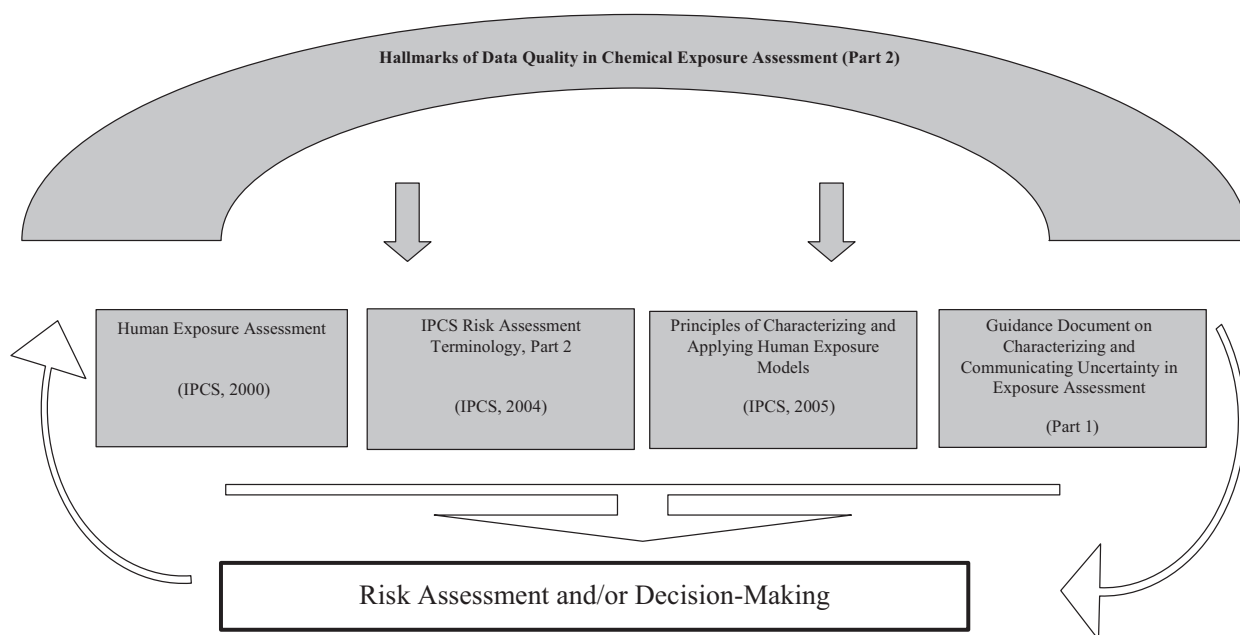 Hallmarks of Data Quality in Chemical Exposure Assessment (Part 2)
Human Exposure Assessment
(IPCS, 2000)
IPCS Risk Assessment
Terminology, Part 2
(IPCS, 2004)
Principles of Characterizing and
Applying Human Exposure
Models
(IPCS, 2005)
Guidance Document on
Characterizing and
Communicating Uncertainty in
Exposure Assessment
(Part 1)
Risk Assessment and/or Decision-Making